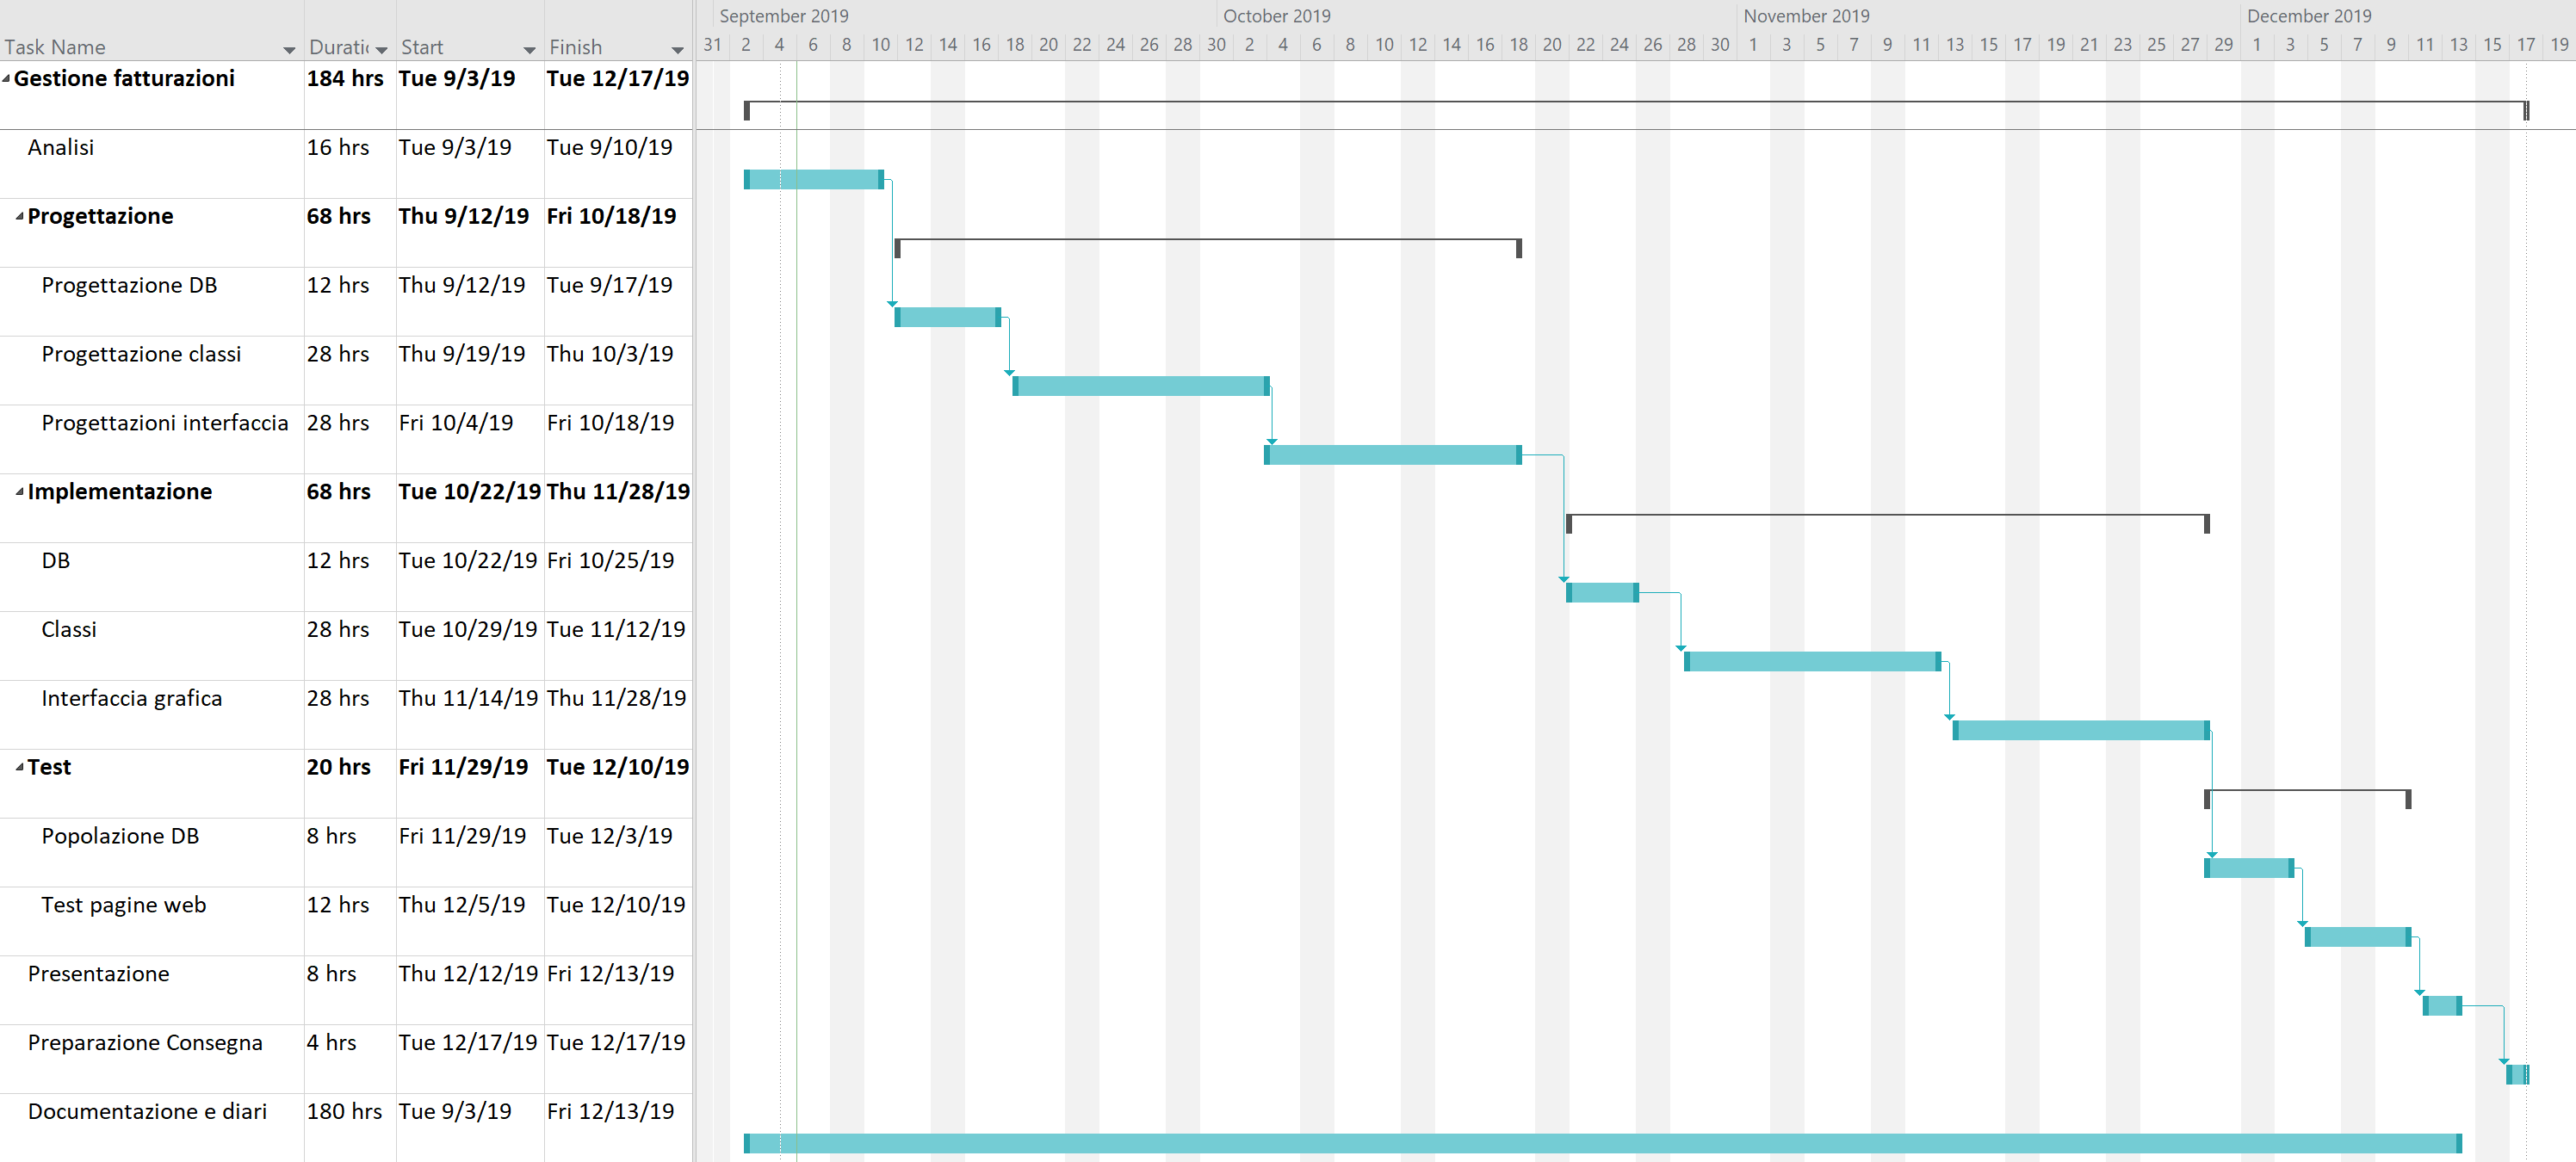 September 2019 October 2019 November 2019 December 2019
Task Name Duratic Start Finish 31 2 4 6 8 10 12 14 16 18 20 22 24 26 28 30 2 4 6 8 10 12 14 16 18 20 22 24 26 28 30 1 3 5 7 9 11 13 15 17 19 21 23 25 27 29 1 3 5 7 9 11 13 15 17 19
Gestione fatturazioni 184 hrs Tue 9/3/19 Tue 12/17/19
Analisi 16 hrs Tue 9/3/19 Tue 9/10/19
Progettazione 68 hrs Thu 9/12/19 Fri 10/18/19
Progettazione DB 12 hrs Thu 9/12/19 Tue 9/17/19
Progettazione classi 28 hrs Thu 9/19/19 Thu 10/3/19
Progettazioni interfaccia 28 hrs Fri 10/4/19 Fri 10/18/19
Implementazione 68 hrs Tue 10/22/19 Thu 11/28/19
DB 12 hrs Tue 10/22/19 Fri 10/25/19
Classi 28 hrs Tue 10/29/19 Tue 11/12/19
Interfaccia grafica 28 hrs Thu 11/14/19 Thu 11/28/19
Test 20 hrs Fri 11/29/19 Tue 12/10/19
Popolazione DB 8 hrs Fri 11/29/19 Tue 12/3/19
Test pagine web 12 hrs Thu 12/5/19 Tue 12/10/19
Presentazione 8 hrs Thu 12/12/19 Fri 12/13/19
Preparazione Consegna 4 hrs Tue 12/17/19 Tue 12/17/19
Documentazione e diari 180 hrs Tue 9/3/19 Fri 12/13/19